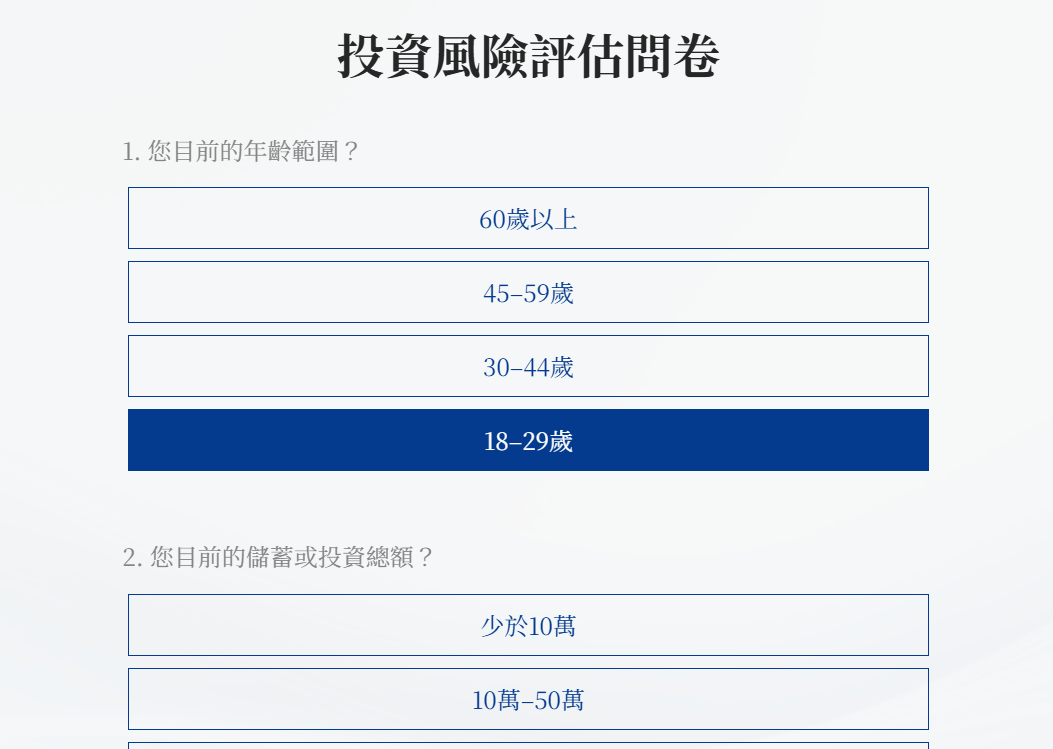 投資風險評估問卷
1. 您目前的年齡範圍？
60歲以上
45–59歲
30–44歲
18–29歲
2. 您目前的儲蓄或投資總額？
少於10萬
10萬–50萬